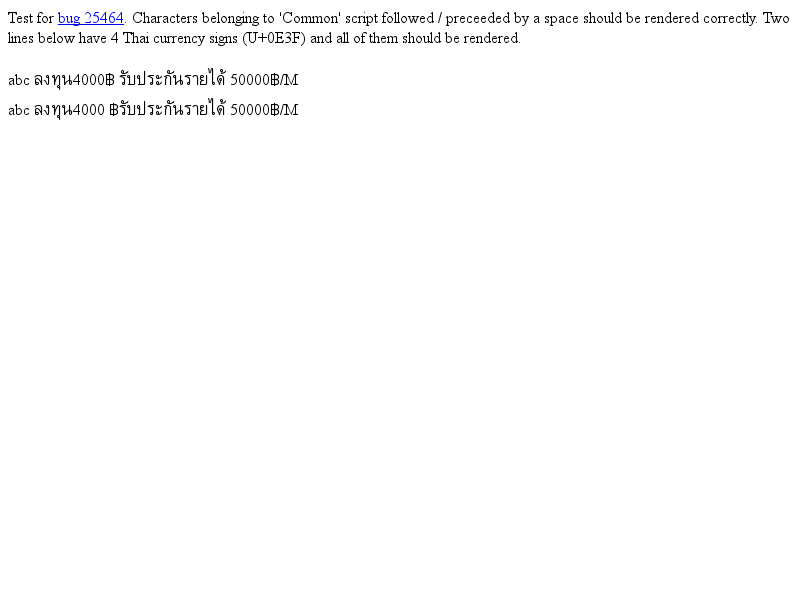 Test for bug 25464. Characters belonging to 'Common' script followed / preceeded by a space should be rendered correctly. Two
lines below have 4 Thai currency signs (U+0E3F) and all of them should be rendered.
abc ลงทุน4000฿ รับประกันรายได้ 50000฿/M
abc ลงทุน4000 ฿รับประกันรายได้ 50000฿/M